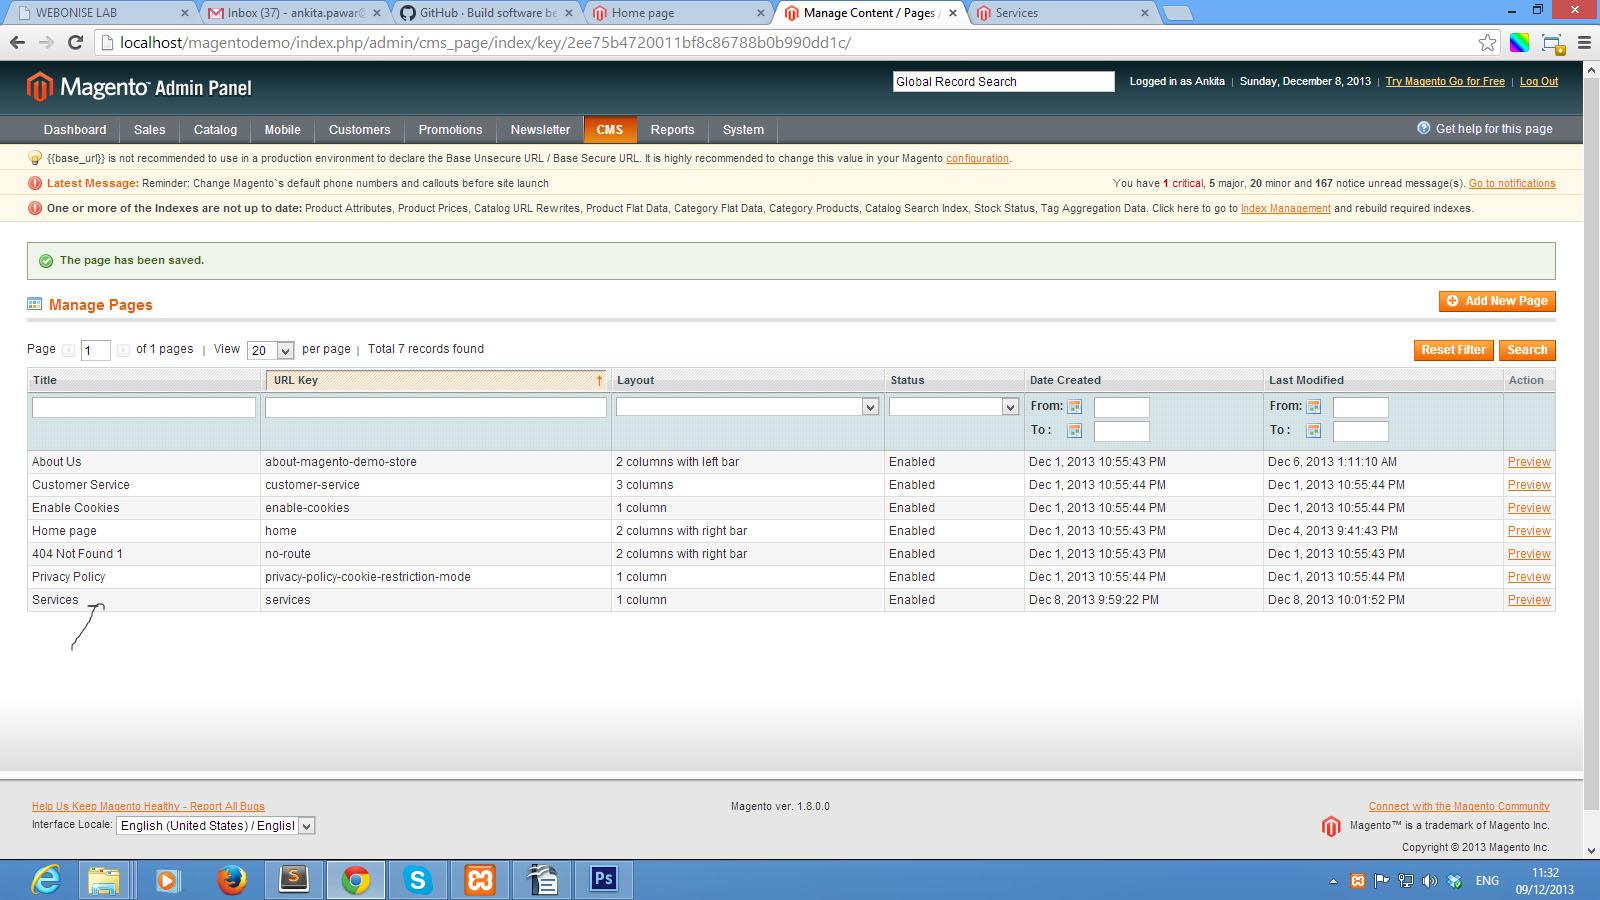 WEBONISE LAB
Inbox (37) - ankita.pawar@
GitHub · Build software be
Home page
Manage Content / Pages /
Services
localhost/magentodemo/index.php/admin/cms_page/index/key/2ee75b4720011bf8c86788b0b990dd1c/
Magento™ Admin Panel
Global Record Search
Logged in as Ankita | Sunday, December 8, 2013 | Try Magento Go for Free | Log Out
Dashboard Sales Catalog Mobile Customers Promotions Newsletter CMS Reports System
Get help for this page
{{base_url}} is not recommended to use in a production environment to declare the Base Unsecure URL / Base Secure URL. It is highly recommended to change this value in your Magento configuration.
Latest Message: Reminder: Change Magento`s default phone numbers and callouts before site launch
You have 1 critical, 5 major, 20 minor and 167 notice unread message(s). Go to notifications
One or more of the Indexes are not up to date: Product Attributes, Product Prices, Catalog URL Rewrites, Product Flat Data, Category Flat Data, Category Products, Catalog Search Index, Stock Status, Tag Aggregation Data. Click here to go to Index Management and rebuild required indexes.
The page has been saved.
Manage Pages
Add New Page
Page 1 of 1 pages | View 20 per page | Total 7 records found
Reset Filter Search
Title URL Key Layout Status Date Created Last Modified Action
From: From:
To : To :
About Us about-magento-demo-store 2 columns with left bar Enabled Dec 1, 2013 10:55:43 PM Dec 6, 2013 1:11:10 AM Preview
Customer Service customer-service 3 columns Enabled Dec 1, 2013 10:55:44 PM Dec 1, 2013 10:55:44 PM Preview
Enable Cookies enable-cookies 1 column Enabled Dec 1, 2013 10:55:44 PM Dec 1, 2013 10:55:44 PM Preview
Home page home 2 columns with right bar Enabled Dec 1, 2013 10:55:43 PM Dec 4, 2013 9:41:43 PM Preview
404 Not Found 1 no-route 2 columns with right bar Enabled Dec 1, 2013 10:55:43 PM Dec 1, 2013 10:55:43 PM Preview
Privacy Policy privacy-policy-cookie-restriction-mode 1 column Enabled Dec 1, 2013 10:55:44 PM Dec 1, 2013 10:55:44 PM Preview
Services services 1 column Enabled Dec 8, 2013 9:59:22 PM Dec 8, 2013 10:01:52 PM Preview
Help Us Keep Magento Healthy - Report All Bugs
Magento ver. 1.8.0.0
Connect with the Magento Community
Interface Locale: English (United States) / Englisl
Magento™ is a trademark of Magento Inc.
Copyright © 2013 Magento Inc.
Ps
ENG
11:32
09/12/2013